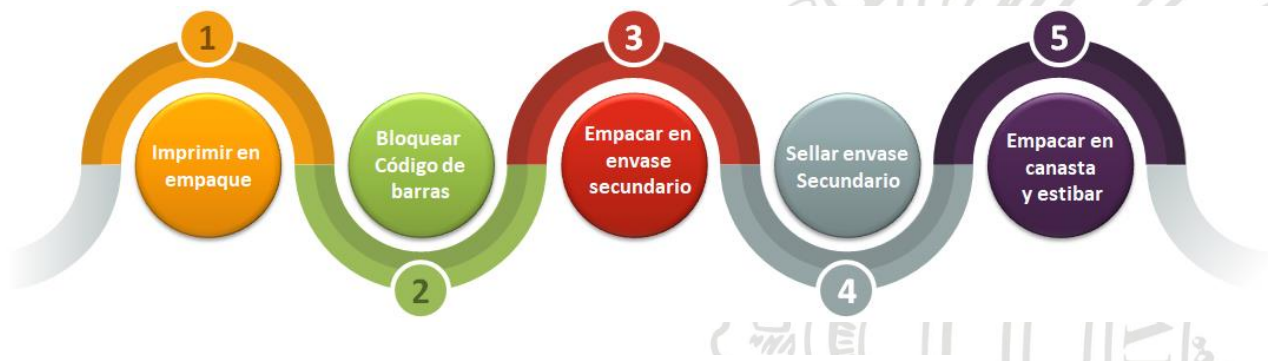 1
Imprimir en
empaque
2
Bloquear
Código de
barras
3
Empacar en
envase
secundario
4
Sellar envase
Secundario
5
Empacar en
canasta
y estibar